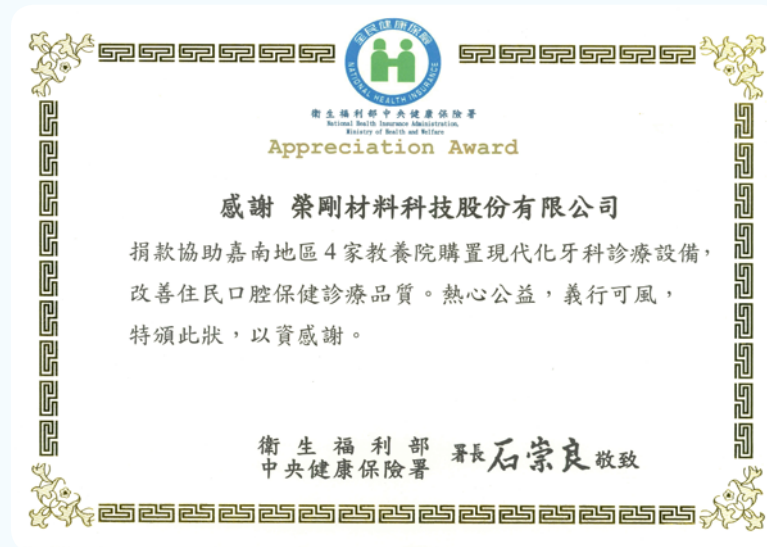 全民健康保險
NATIONAL HEALTH INSURANCE
衛生福利部中央健康保險署
National Health Insurance Administration,
Ministry of Health and Welfare
Appreciation Award
感謝 榮剛材料科技股份有限公司
捐款協助嘉南地區4家教養院購置現代化牙科診療設備,
改善住民口腔保健診療品質。熱心公益,義行可風,
特頒此狀,以資感謝。
衛生福利部
中央健康保險署
署長石崇良敬致